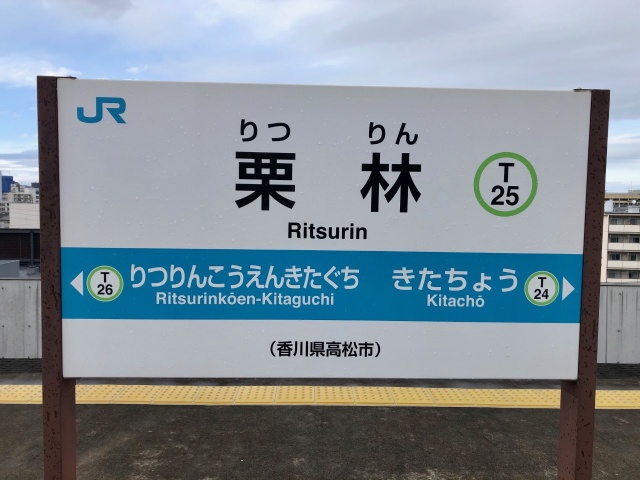 JR
りつ りん
栗 林
T
25
Ritsurin
T
26
りつりんこうえんきたぐち
Ritsurinkōen-Kitaguchi
きたちょう
Kitachō
T
24
（香川県高松市）